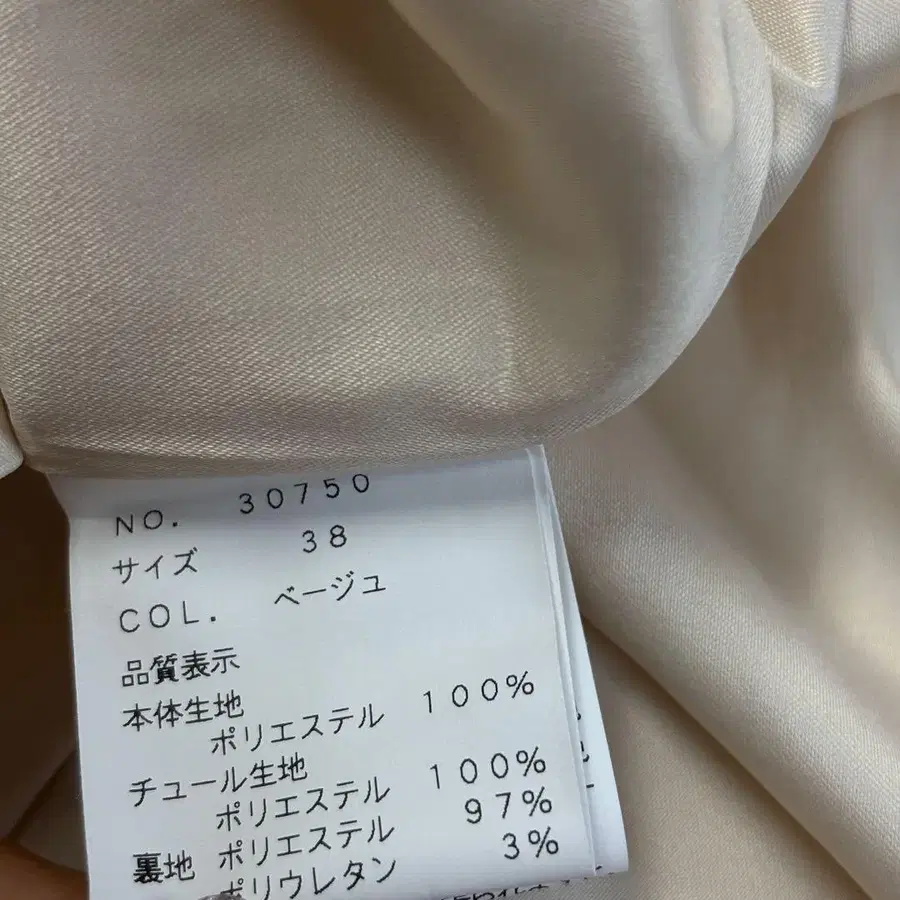 NO. 30750
サイズ 38
COL. ベージュ
品質表示
本体生地
ポリエステル 100%
チュール生地
ポリエステル 100%
裏地 ポリエステル 97%
ポリウレタン 3%